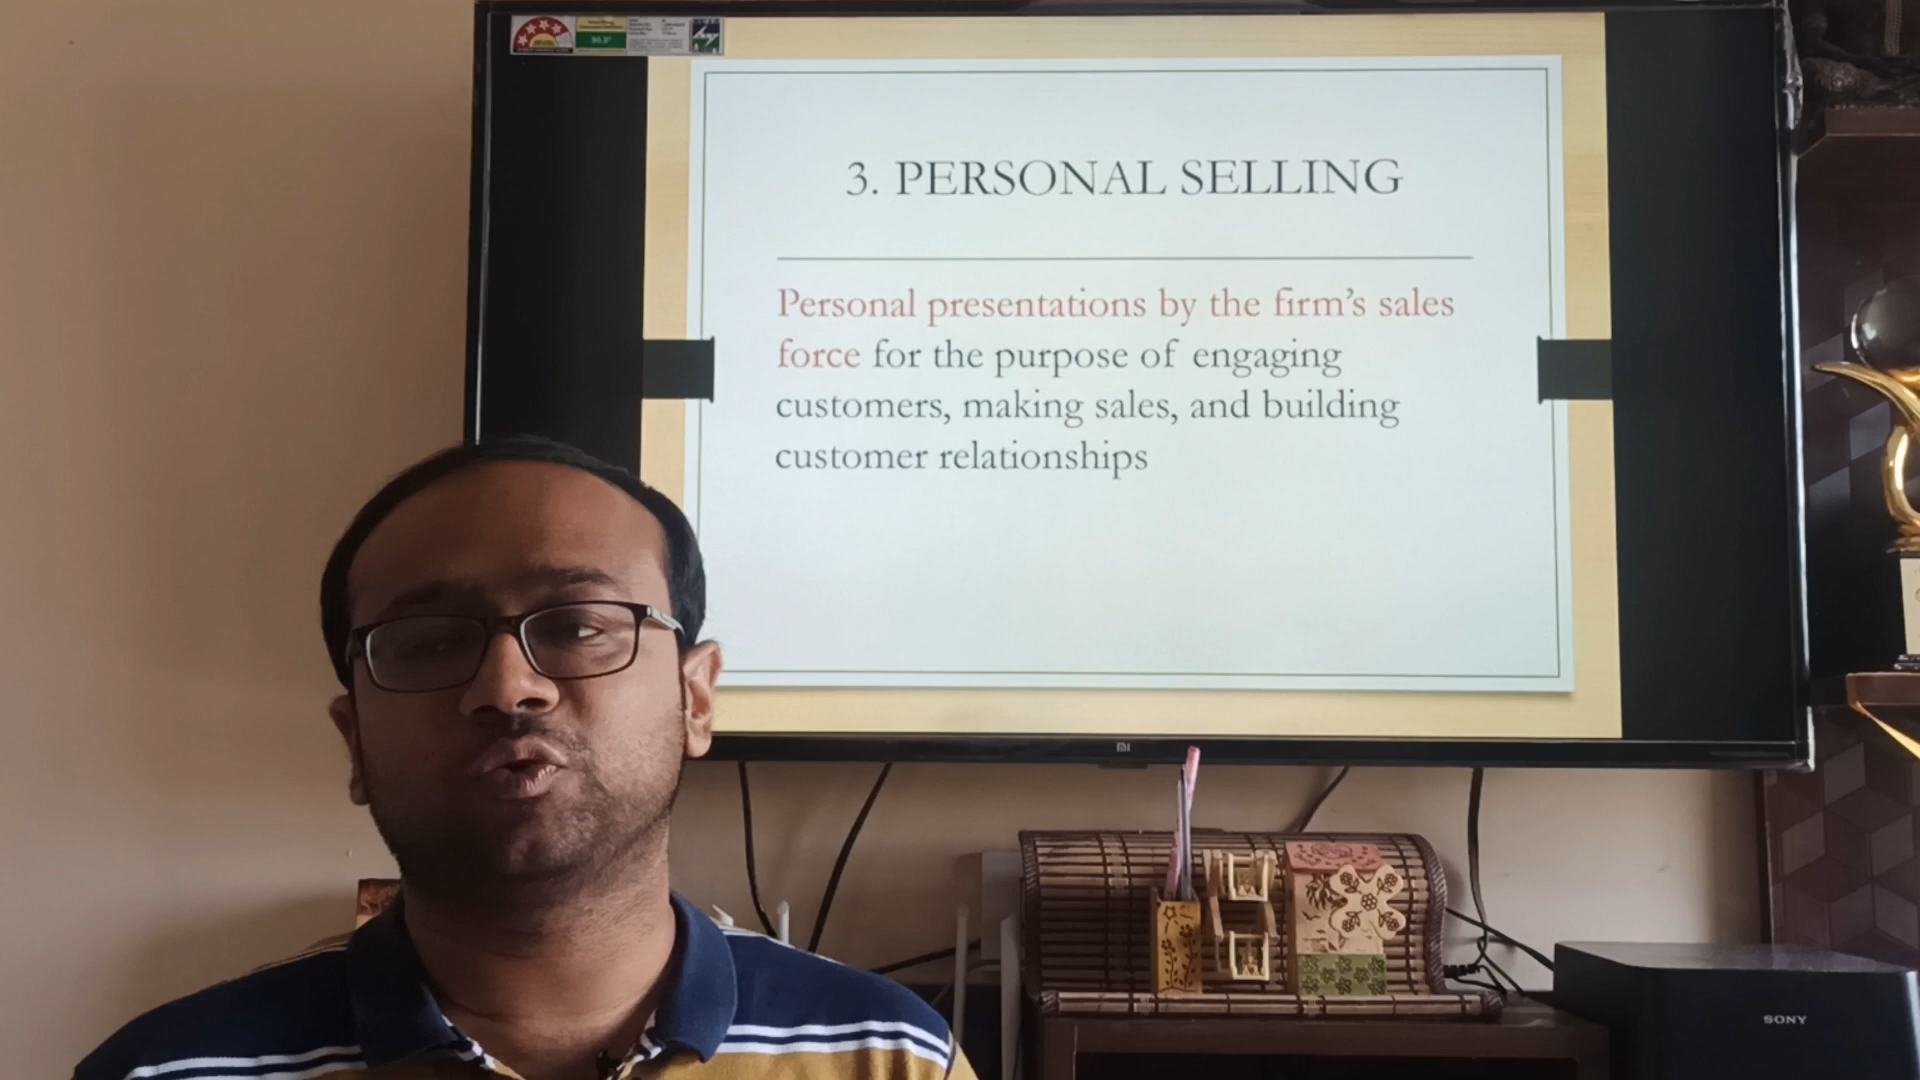 3. PERSONAL SELLING
Personal presentations by the firm's sales
force for the purpose of engaging
customers, making sales, and building
customer relationships
MI
SONY